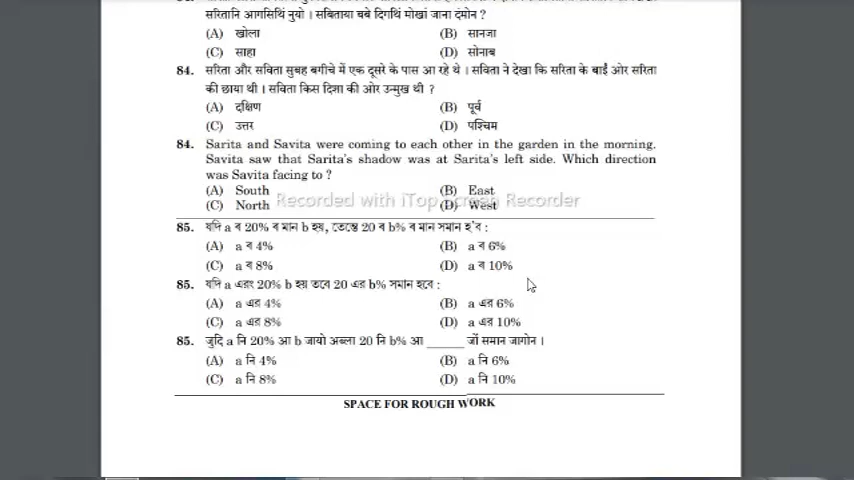 सरितानि आगसिथिं नुयो । सबिताया बबे दिगथिं मोखां जाना दंमोन ?
(A) खोला (B) सानजा
(C) साहा (D) सोनाब
84. सरिता और सविता सुबह बगीचे में एक दूसरे के पास आ रहे थे । सविता ने देखा कि सरिता के बाईं ओर सरिता
की छाया थी । सविता किस दिशा की ओर उन्मुख थी ?
(A) दक्षिण (B) पूर्व
(C) उत्तर (D) पश्चिम
84. Sarita and Savita were coming to each other in the garden in the morning.
Savita saw that Sarita's shadow was at Sarita's left side. Which direction
was Savita facing to ?
(A) South (B) East
(C) North (D) West
Recorded with iTop Screen Recorder
85. যদি a ৰ 20% ৰ মান b হয়, তেন্তে 20 ৰ b% ৰ মান সমান হ'ব :
(A) a ৰ 4% (B) a ৰ 6%
(C) a ৰ 8% (D) a ৰ 10%
85. যদি a এরং 20% b হয় তবে 20 এর b% সমান হবে :
(A) a এর 4% (B) a এর 6%
(C) a এর 8% (D) a এর 10%
85. जुदि a नि 20% आ b जायो अब्ला 20 नि b% आ ______ जों समान जागोन ।
(A) a नि 4% (B) a नि 6%
(C) a नि 8% (D) a नि 10%
SPACE FOR ROUGH WORK